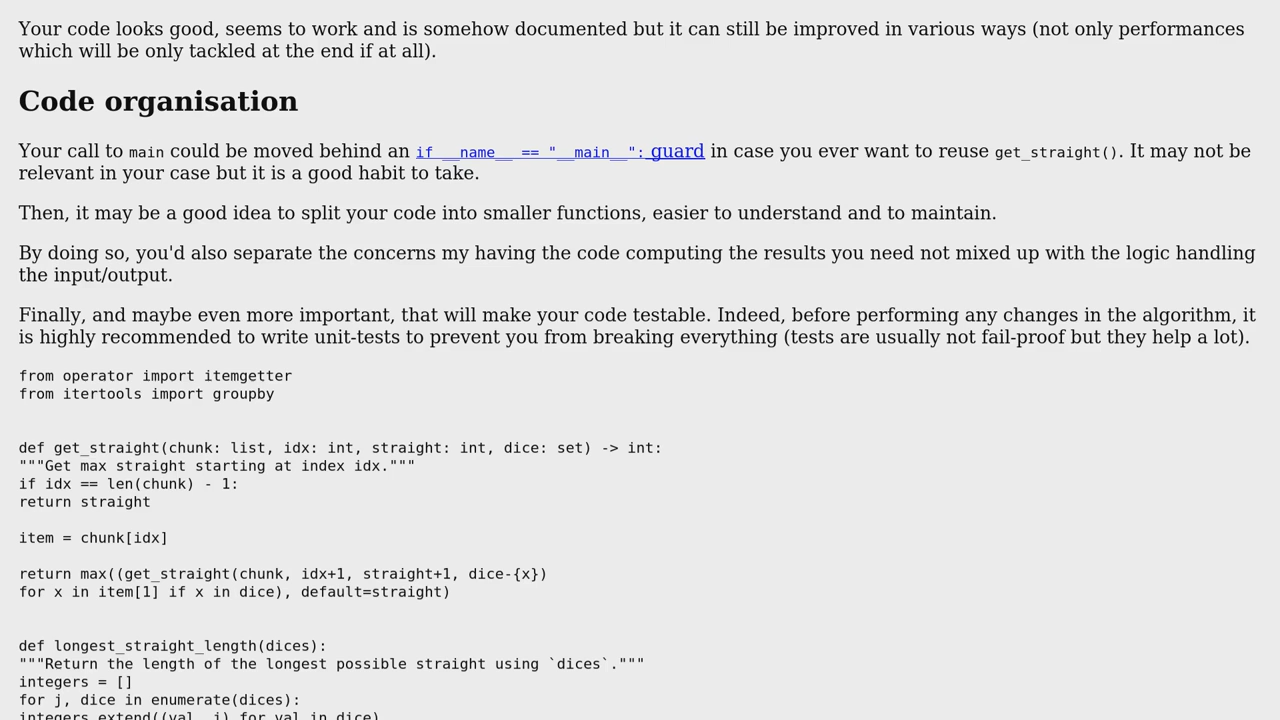 Your code looks good, seems to work and is somehow documented but it can still be improved in various ways (not only performances
which will be only tackled at the end if at all).
Code organisation
Your call to main could be moved behind an if __name__ == "__main__": guard in case you ever want to reuse get_straight(). It may not be
relevant in your case but it is a good habit to take.
Then, it may be a good idea to split your code into smaller functions, easier to understand and to maintain.
By doing so, you'd also separate the concerns my having the code computing the results you need not mixed up with the logic handling
the input/output.
Finally, and maybe even more important, that will make your code testable. Indeed, before performing any changes in the algorithm, it
is highly recommended to write unit-tests to prevent you from breaking everything (tests are usually not fail-proof but they help a lot).
from operator import itemgetter
from itertools import groupby
def get_straight(chunk: list, idx: int, straight: int, dice: set) -> int:
"""Get max straight starting at index idx."""
if idx == len(chunk) - 1:
return straight
item = chunk[idx]
return max((get_straight(chunk, idx+1, straight+1, dice-{x})
for x in item[1] if x in dice), default=straight)
def longest_straight_length(dices):
"""Return the length of the longest possible straight using `dices`."""
integers = []
for j, dice in enumerate(dices):
integers.extend((val, j) for val in dice)